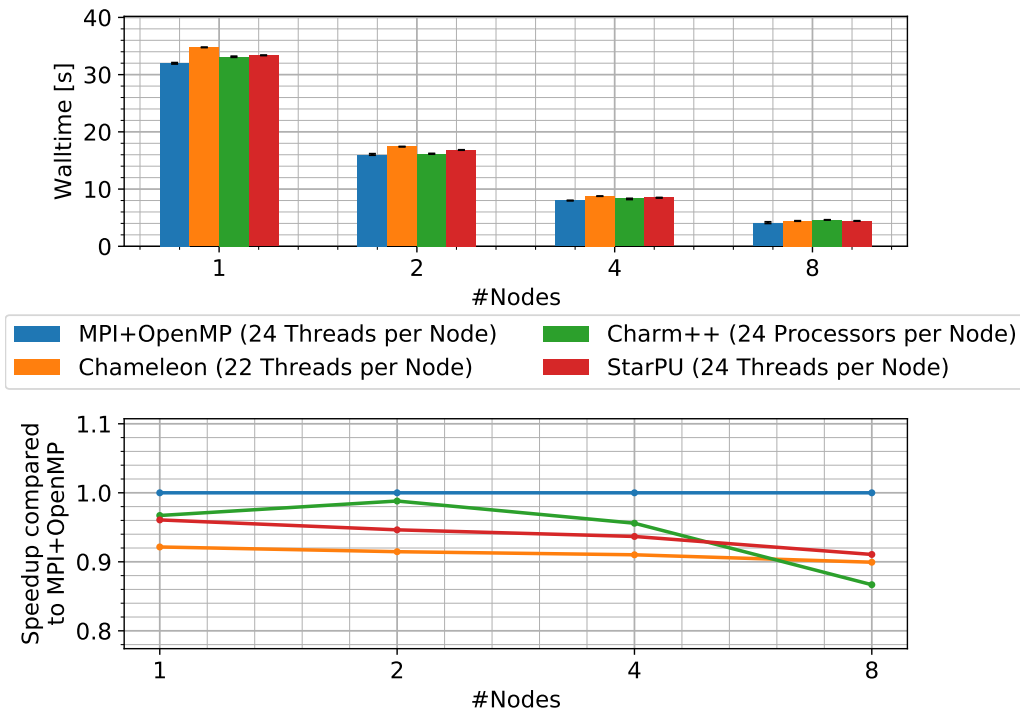 40
30
20
10
0
Walltime [s]
1 2 4 8
#Nodes
MPI+OpenMP (24 Threads per Node)
Chameleon (22 Threads per Node)
Charm++ (24 Processors per Node)
StarPU (24 Threads per Node)
1.1
1.0
0.9
0.8
Speedup compared
to MPI+OpenMP
1 2 4 8
#Nodes